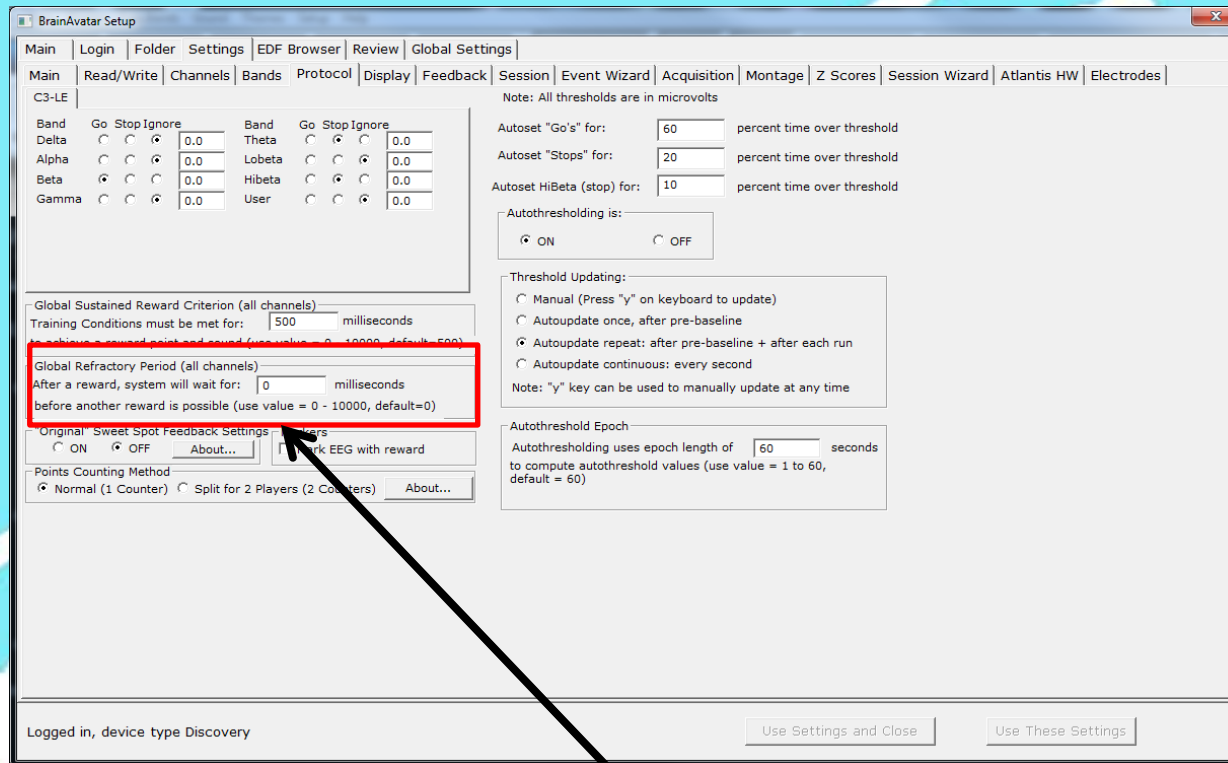 BrainAvatar Setup
Main Login Folder Settings EDF Browser Review Global Settings
Main Read/Write Channels Bands Protocol Display Feedback Session Event Wizard Acquisition Montage Z Scores Session Wizard Atlantis HW Electrodes
C3-LE
Band Go Stop Ignore Band Go Stop Ignore
Delta 0.0 Theta 0.0
Alpha 0.0 Lobeta 0.0
Beta 0.0 Hibeta 0.0
Gamma 0.0 User 0.0
Global Sustained Reward Criterion (all channels)
Training Conditions must be met for: 500 milliseconds
to achieve a reward point and sound (use value = 0 - 10000, default=500)
Global Refractory Period (all channels)
After a reward, system will wait for: 0 milliseconds
before another reward is possible (use value = 0 - 10000, default=0)
"Original" Sweet Spot Feedback Settings
ON OFF About...
EEG with reward
Points Counting Method
Normal (1 Counter) Split for 2 Players (2 Counters) About...
Note: All thresholds are in microvolts
Autoset "Go's" for: 60 percent time over threshold
Autoset "Stops" for: 20 percent time over threshold
Autoset HiBeta (stop) for: 10 percent time over threshold
Autothresholding is:
ON OFF
Threshold Updating:
Manual (Press "y" on keyboard to update)
Autoupdate once, after pre-baseline
Autoupdate repeat: after pre-baseline + after each run
Autoupdate continuous: every second
Note: "y" key can be used to manually update at any time
Autothreshold Epoch
Autothresholding uses epoch length of 60 seconds
to compute autothreshold values (use value = 1 to 60,
default = 60)
Logged in, device type Discovery
Use Settings and Close Use These Settings